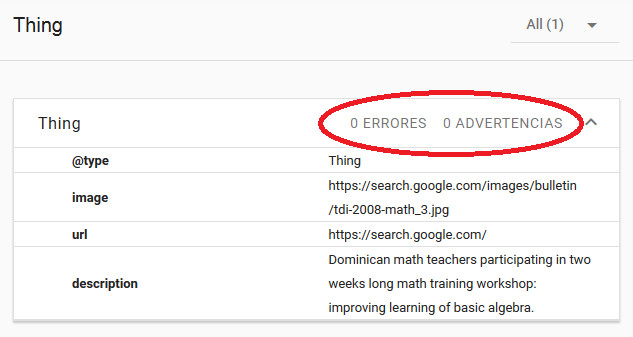 Thing
All (1)
Thing
0 ERRORES 0 ADVERTENCIAS
@type Thing
image https://search.google.com/images/bulletin
/tdi-2008-math_3.jpg
url https://search.google.com/
description Dominican math teachers participating in two
weeks long math training workshop:
improving learning of basic algebra.